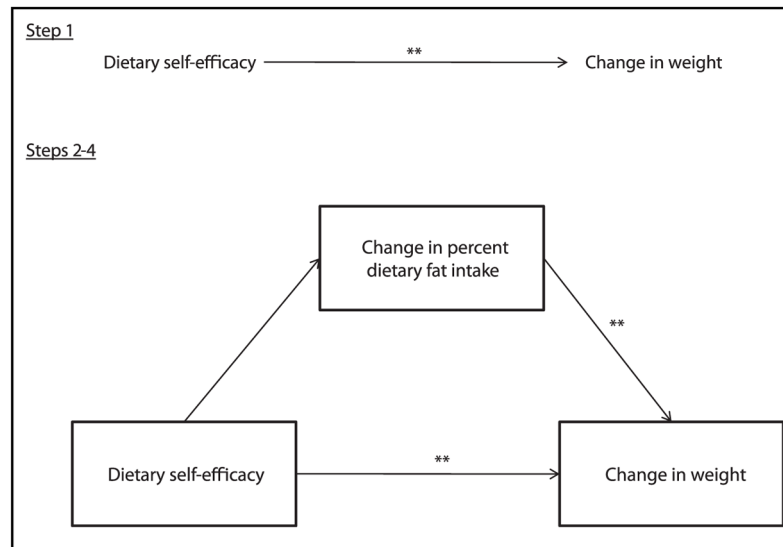 Step 1
**
Dietary self-efficacy
Change in weight
Steps 2-4
Change in percent
dietary fat intake
**
Dietary self-efficacy
**
Change in weight